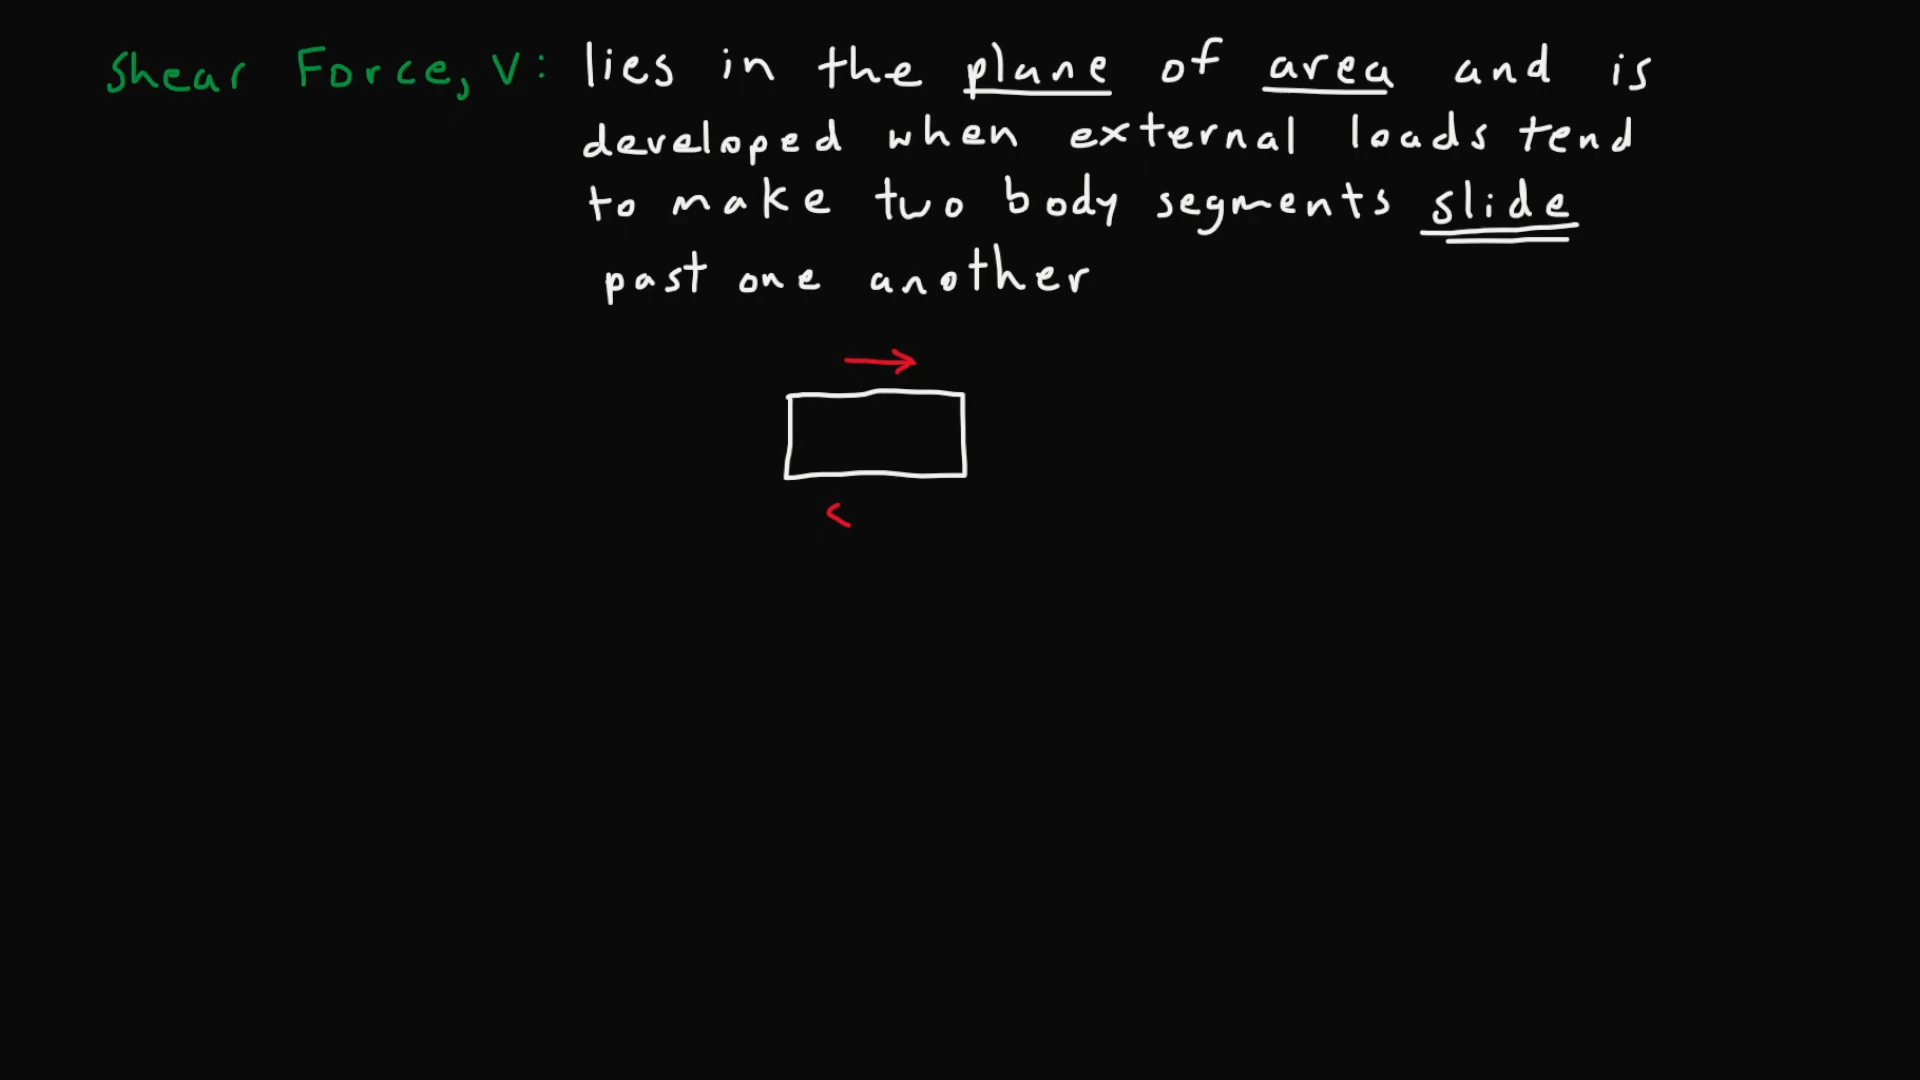 Shear Force, V: lies in the plane of area and is
developed when external loads tend
to make two body segments slide
past one another